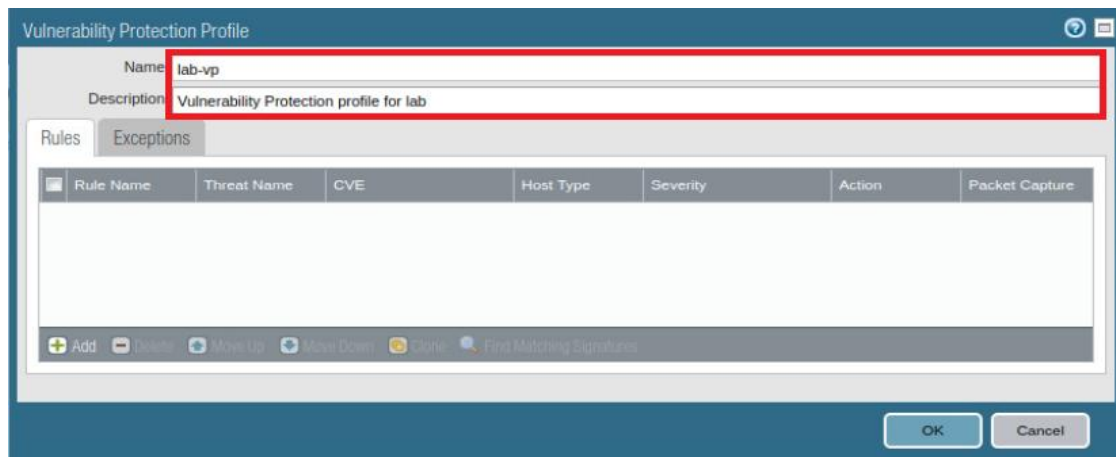 Vulnerability Protection Profile
Name lab-vp
Description Vulnerability Protection profile for lab
Rules Exceptions
Rule Name Threat Name CVE Host Type Severity Action Packet Capture
Add Delete Move Up Move Down Clone Find Matching Signatures
OK Cancel